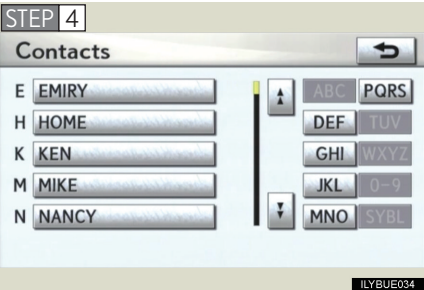 STEP 4
Contacts
E EMIRY
H HOME
K KEN
M MIKE
N NANCY
ABC PQRS
DEF TUV
GHI WXYZ
JKL 0-9
MNO SYBL
ILYBUE034